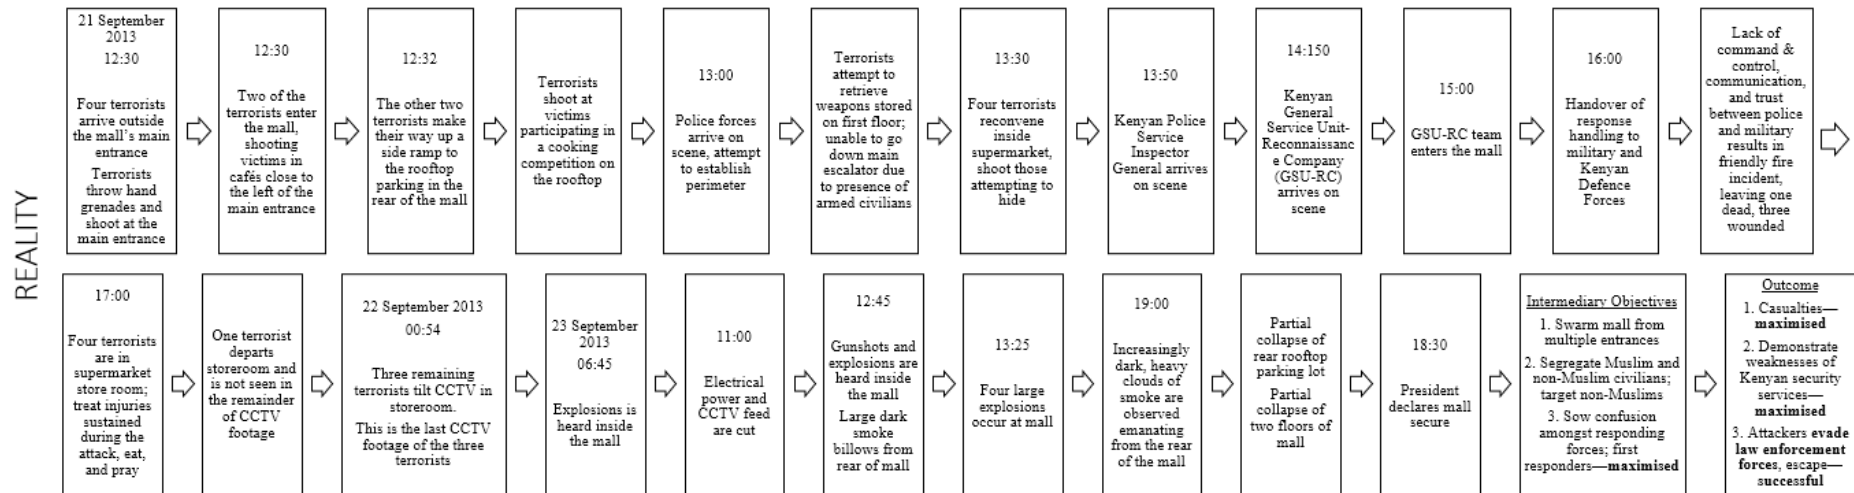 REALITY
21 September
2013
12:30
Four terrorists
arrive outside
the mall's main
entrance
Terrorists
throw hand
grenades and
shoot at the
main entrance
12:30
Two of the
terrorists enter
the mall,
shooting
victims in
cafés close to
the left of the
main entrance
12:32
The other two
terrorists make
their way up a
side ramp to
the rooftop
parking in the
rear of the mall
Terrorists
shoot at
victims
participating in
a cooking
competition on
the rooftop
13:00
Police forces
arrive on
scene, attempt
to establish
perimeter
Terrorists
attempt to
retrieve
weapons stored
on first floor;
unable to go
down main
escalator due
to presence of
armed civilians
13:30
Four terrorists
reconvene
inside
supermarket,
shoot those
attempting to
hide
13:50
Kenyan Police
Service
Inspector
General arrives
on scene
14:150
Kenyan
General
Service Unit-
Reconnaissanc
e Company
(GSU-RC)
arrives on
scene
15:00
GSU-RC team
enters the mall
16:00
Handover of
response
handling to
military and
Kenyan
Defence
Forces
Lack of
command &
control,
communication,
and trust
between police
and military
results in
friendly fire
incident,
leaving one
dead, three
wounded
17:00
Four terrorists
are in
supermarket
store room;
treat injuries
sustained
during the
attack, eat,
and pray
One terrorist
departs
storeroom and
is not seen in
the remainder
of CCTV
footage
22 September 2013
00:54
Three remaining
terrorists tilt CCTV in
storeroom.
This is the last CCTV
footage of the three
terrorists
23 September
2013
06:45
Explosions is
heard inside
the mall
11:00
Electrical
power and
CCTV feed
are cut
12:45
Gunshots and
explosions are
heard inside
the mall
Large dark
smoke
billows from
rear of mall
13:25
Four large
explosions
occur at mall
19:00
Increasingly
dark, heavy
clouds of
smoke are
observed
emanating
from the rear
of the mall
Partial
collapse of
rear rooftop
parking lot
Partial
collapse of
two floors of
mall
18:30
President
declares mall
secure
Intermediary Objectives
1. Swarm mall from
multiple entrances
2. Segregate Muslim and
non-Muslim civilians;
target non-Muslims
3. Sow confusion
amongst responding
forces; first
responders—maximised
Outcome
1. Casualties—
maximised
2. Demonstrate
weaknesses of
Kenyan security
services—
maximised
3. Attackers evade
law enforcement
forces, escape—
successful